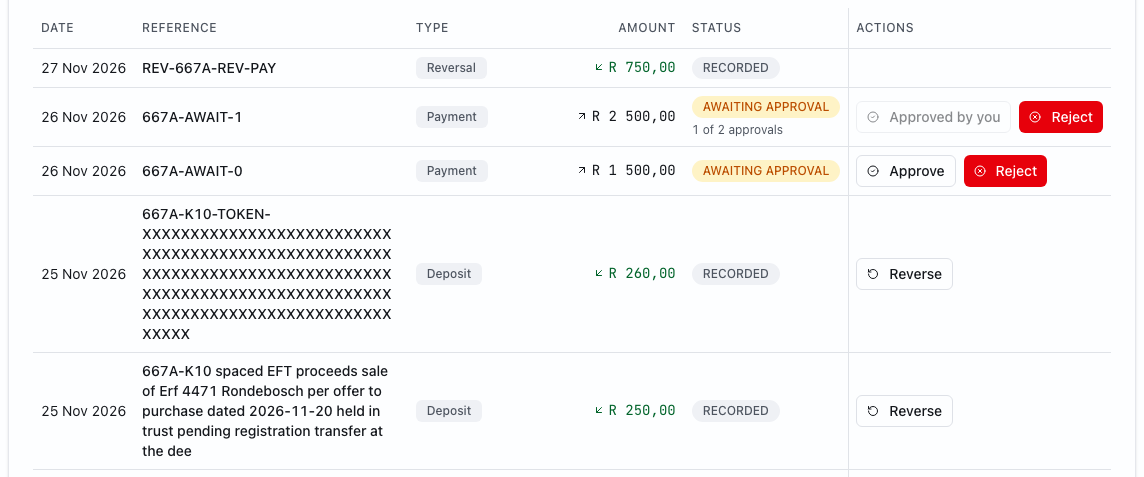 DATE REFERENCE TYPE AMOUNT STATUS ACTIONS
27 Nov 2026 REV-667A-REV-PAY Reversal R 750,00 RECORDED
26 Nov 2026 667A-AWAIT-1 Payment R 2 500,00 AWAITING APPROVAL Approved by you Reject
1 of 2 approvals
26 Nov 2026 667A-AWAIT-0 Payment R 1 500,00 AWAITING APPROVAL Approve Reject
667A-K10-TOKEN-
XXXXXXXXXXXXXXXXXXXXXXXXXX
XXXXXXXXXXXXXXXXXXXXXXXXXX
25 Nov 2026 XXXXXXXXXXXXXXXXXXXXXXXXXX Deposit R 260,00 RECORDED Reverse
XXXXXXXXXXXXXXXXXXXXXXXXXX
XXXXXXXXXXXXXXXXXXXXXXXXXX
XXXXX
667A-K10 spaced EFT proceeds sale
of Erf 4471 Rondebosch per offer to
25 Nov 2026 purchase dated 2026-11-20 held in Deposit R 250,00 RECORDED Reverse
trust pending registration transfer at
the dee